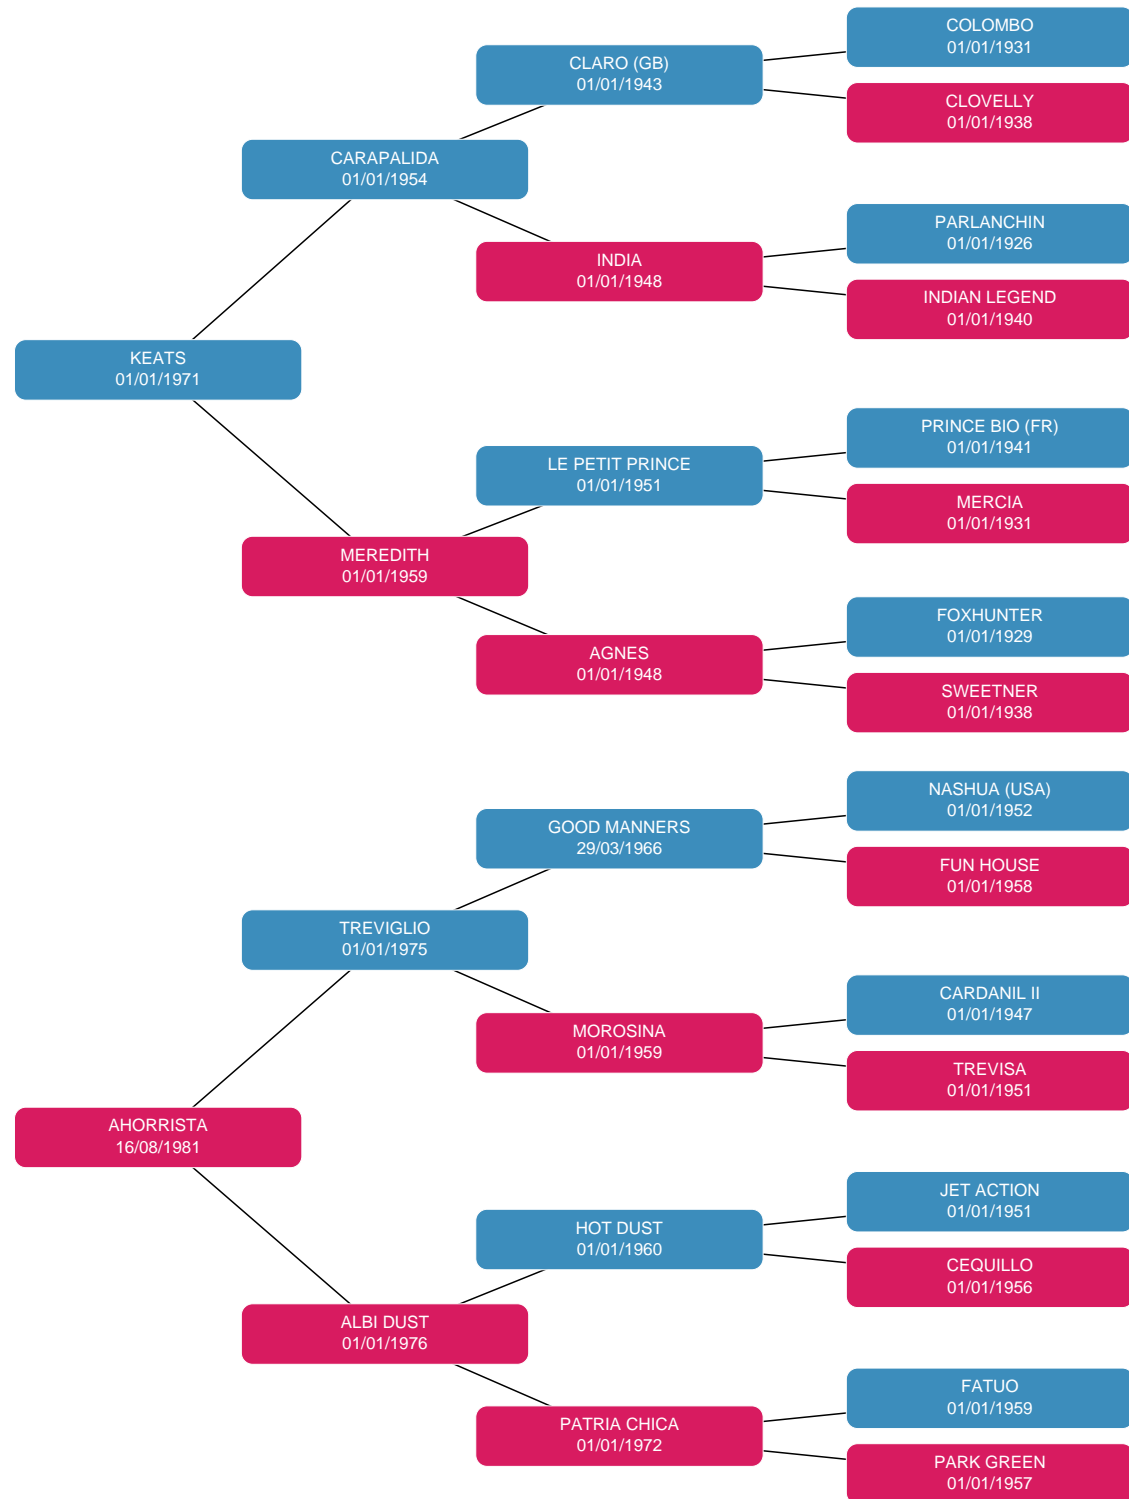 COLOMBO
01/01/1931
CLARO (GB)
01/01/1943
CLOVELLY
01/01/1938
CARAPALIDA
01/01/1954
PARLANCHIN
01/01/1926
INDIA
01/01/1948
INDIAN LEGEND
01/01/1940
KEATS
01/01/1971
PRINCE BIO (FR)
01/01/1941
LE PETIT PRINCE
01/01/1951
MERCIA
01/01/1931
MEREDITH
01/01/1959
FOXHUNTER
01/01/1929
AGNES
01/01/1948
SWEETNER
01/01/1938
NASHUA (USA)
01/01/1952
GOOD MANNERS
29/03/1966
FUN HOUSE
01/01/1958
TREVIGLIO
01/01/1975
CARDANIL II
01/01/1947
MOROSINA
01/01/1959
TREVISA
01/01/1951
AHORRISTA
16/08/1981
JET ACTION
01/01/1951
HOT DUST
01/01/1960
CEQUILLO
01/01/1956
ALBI DUST
01/01/1976
FATUO
01/01/1959
PATRIA CHICA
01/01/1972
PARK GREEN
01/01/1957